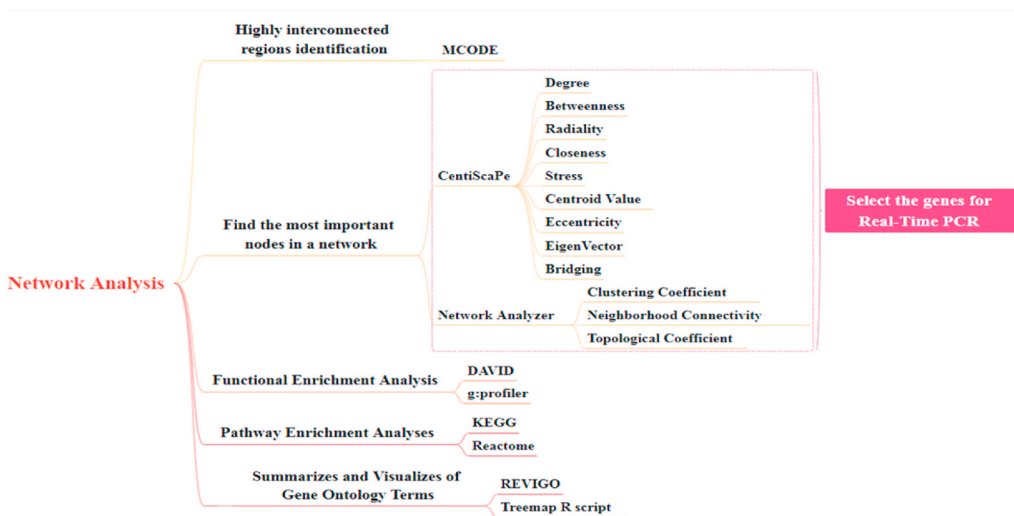 Highly interconnected
regions identification
MCODE
Degree
Betweenness
Radiality
Closeness
CentiScaPe
Stress
Centroid Value
Eccentricity
EigenVector
Bridging
Find the most important
nodes in a network
Select the genes for
Real-Time PCR
Network Analysis
Clustering Coefficient
Network Analyzer
Neighborhood Connectivity
Topological Coefficient
Functional Enrichment Analysis
DAVID
g:profiler
Pathway Enrichment Analyses
KEGG
Reactome
Summarizes and Visualizes of
Gene Ontology Terms
REVIGO
Treemap R script